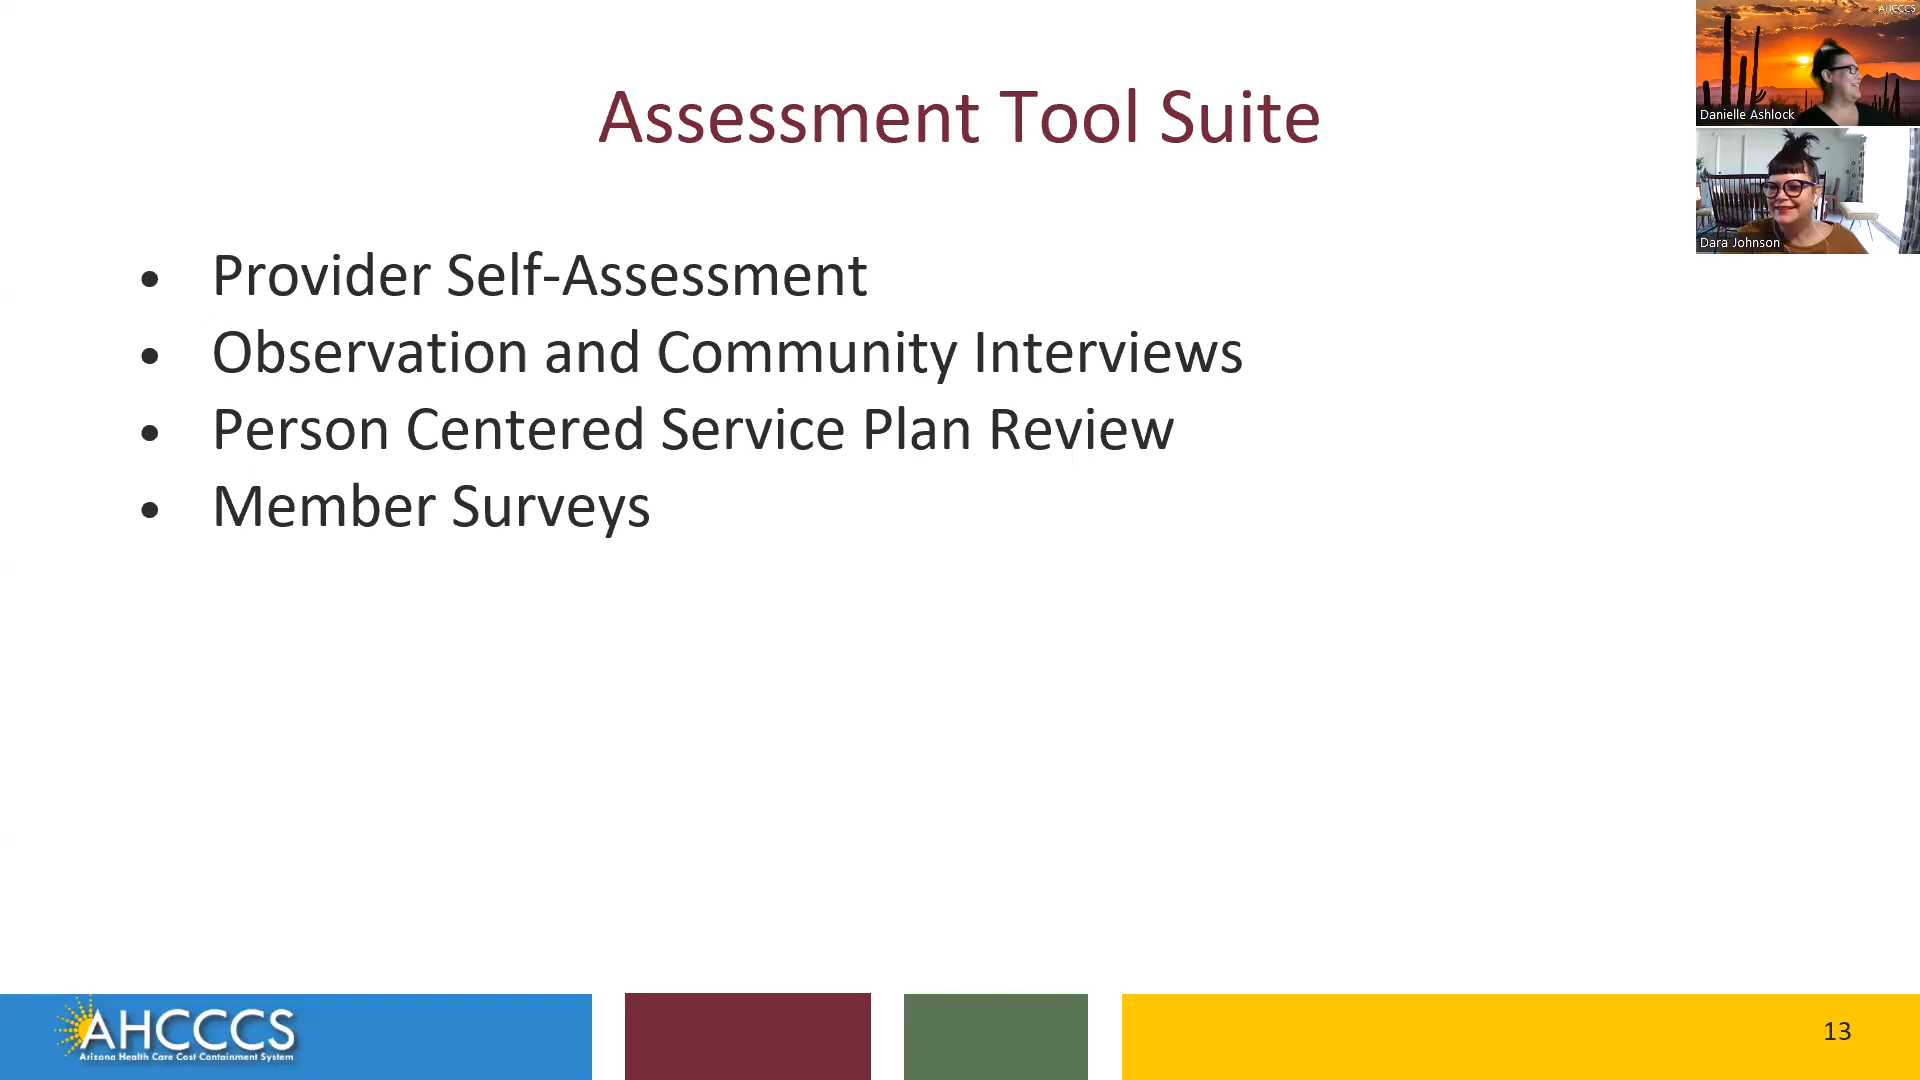 AHCCCS
Assessment Tool Suite
Danielle Ashlock
Dara Johnson
• Provider Self-Assessment
• Observation and Community Interviews
• Person Centered Service Plan Review
• Member Surveys
AHCCCS
Arizona Health Care Cost Containment System
13